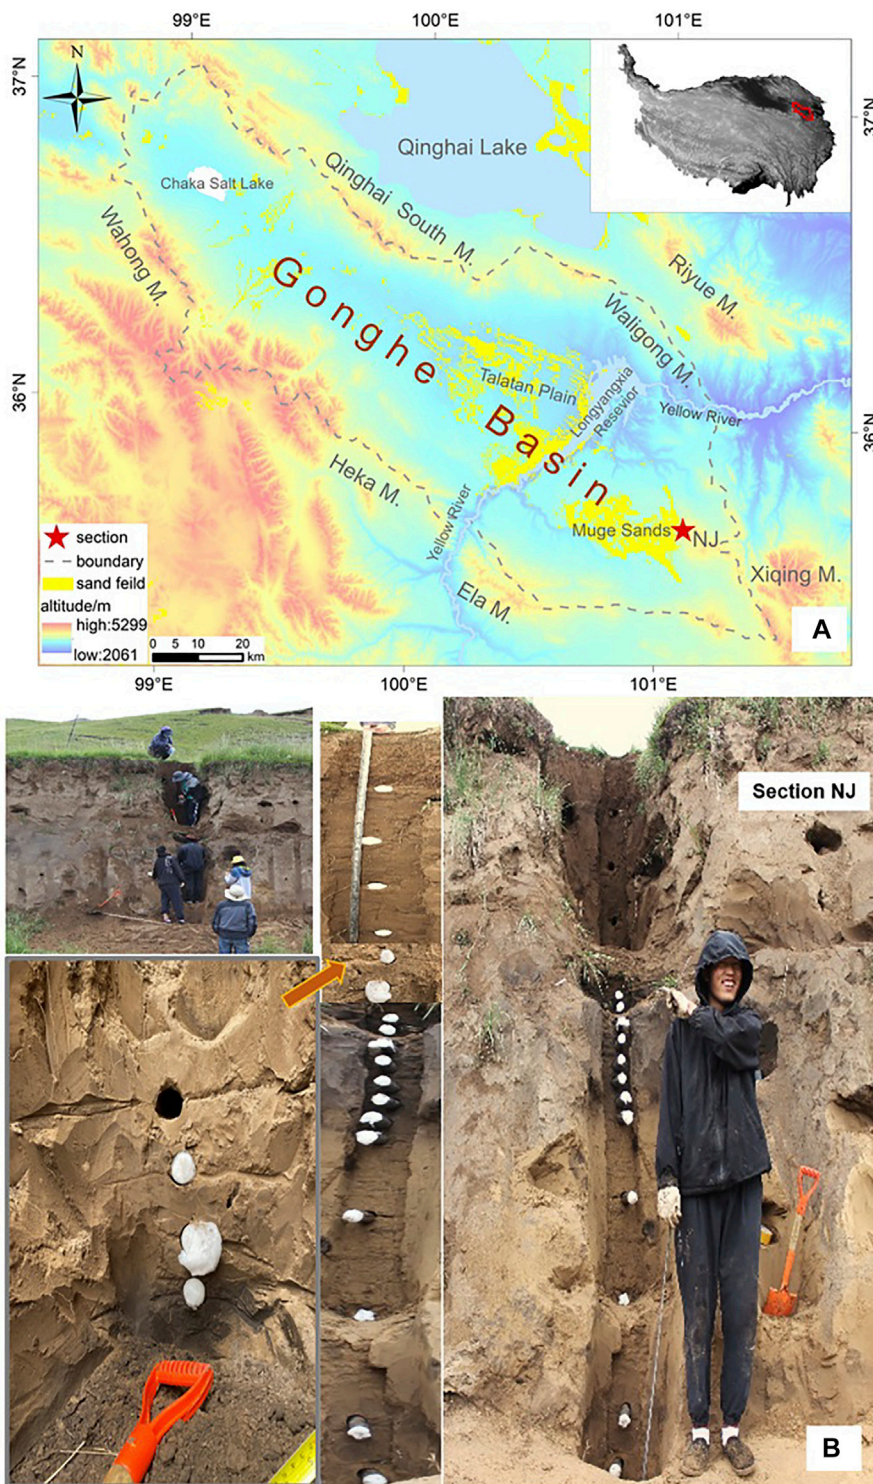 99°E
100°E
101°E
37°N
37°N
N
Qinghai Lake
Chaka Salt Lake
Qinghai South M.
Wahong M.
Riyue M.
Gonghe
Waligong M.
36°N
Talatan Plain
Longyangxia
Resevior
Yellow River
36°N
Basin
Heka M.
Yellow River
Muge Sands
NJ
Xiqing M.
Ela M.
section
boundary
sand feild
altitude/m
high:5299
low:2061
0 5 10 20
km
A
99°E
100°E
101°E
Section NJ
B